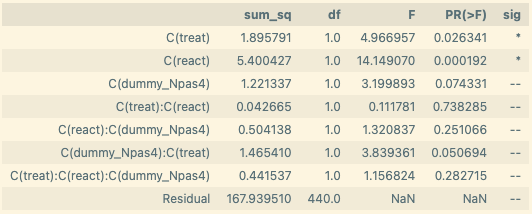 sum_sq df F PR(>F) sig
C(treat) 1.895791 1.0 4.966957 0.026341 *
C(react) 5.400427 1.0 14.149070 0.000192 *
C(dummy_Npas4) 1.221337 1.0 3.199893 0.074331 --
C(treat):C(react) 0.042665 1.0 0.111781 0.738285 --
C(react):C(dummy_Npas4) 0.504138 1.0 1.320837 0.251066 --
C(dummy_Npas4):C(treat) 1.465410 1.0 3.839361 0.050694 --
C(treat):C(react):C(dummy_Npas4) 0.441537 1.0 1.156824 0.282715 --
Residual 167.939510 440.0 NaN NaN --